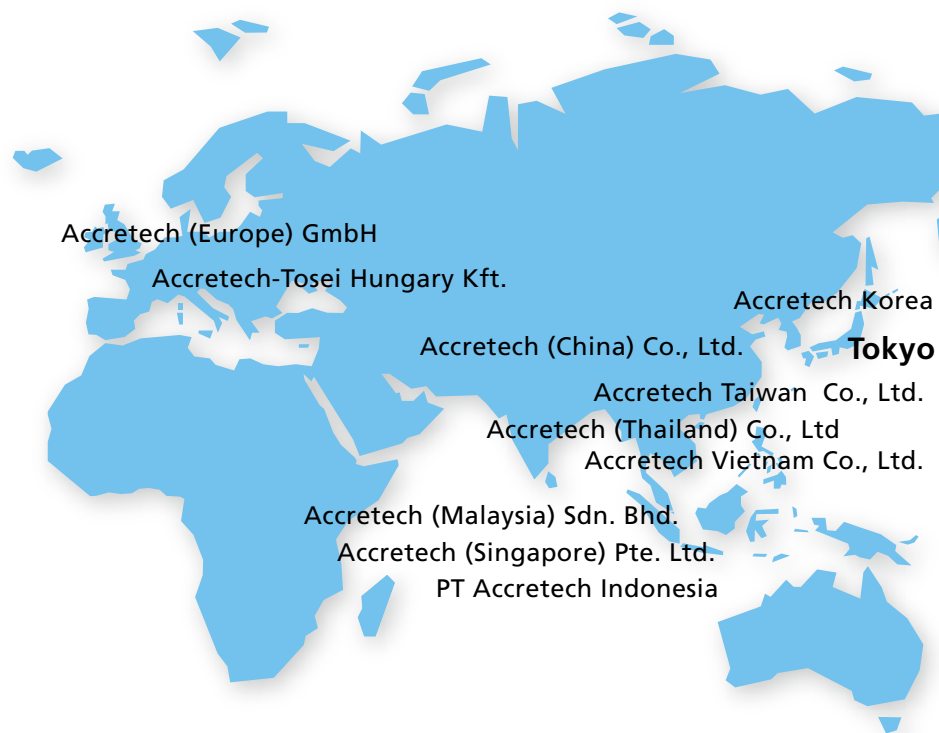 Accretech (Europe) GmbH
Accretech-Tosei Hungary Kft.
Accretech Korea
Accretech (China) Co., Ltd.
Tokyo
Accretech Taiwan Co., Ltd.
Accretech (Thailand) Co., Ltd
Accretech Vietnam Co., Ltd.
Accretech (Malaysia) Sdn. Bhd.
Accretech (Singapore) Pte. Ltd.
PT Accretech Indonesia